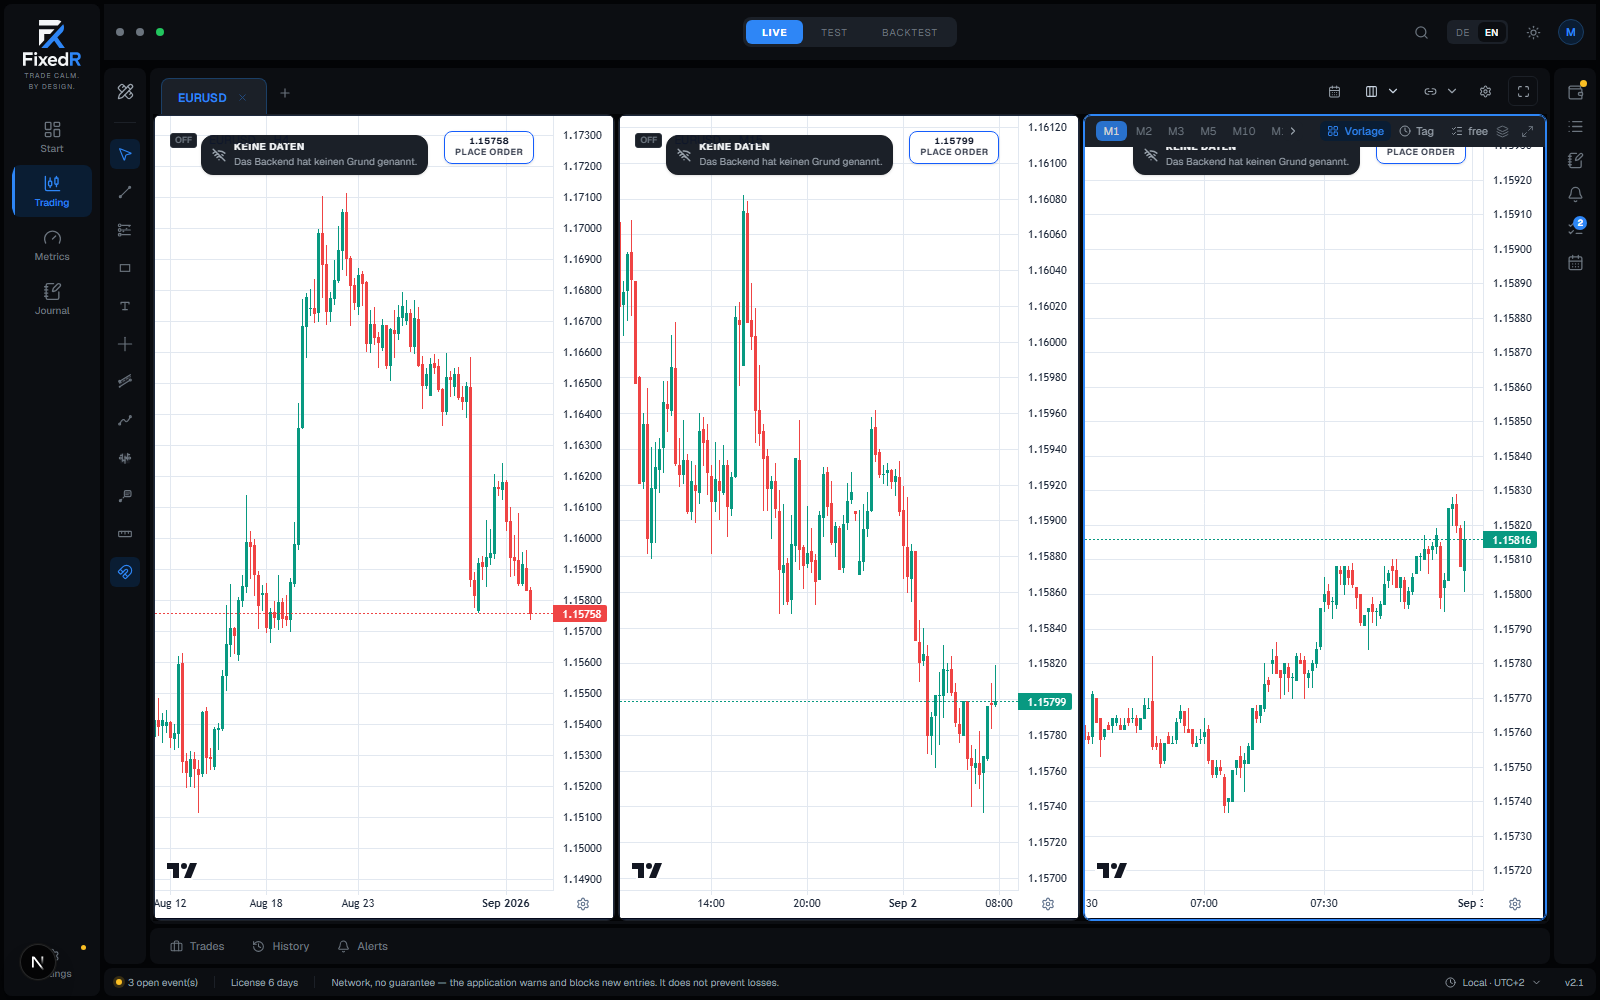 FixedR
TRADE CALM.
BY DESIGN.
LIVE
TEST
BACKTEST
DE
EN
M
Start
Trading
Metrics
Journal
EURUSD
OFF
KEINE DATEN
Das Backend hat keinen Grund genannt.
1.15758
PLACE ORDER
1.17300
1.17200
1.17100
1.17000
1.16900
1.16800
1.16700
1.16600
1.16500
1.16400
1.16300
1.16200
1.16100
1.16000
1.15900
1.15800
1.15758
1.15700
1.15600
1.15500
1.15400
1.15300
1.15200
1.15100
1.15000
1.14900
Aug 12
Aug 18
Aug 23
Sep 2026
OFF
KEINE DATEN
Das Backend hat keinen Grund genannt.
1.15799
PLACE ORDER
1.16120
1.16100
1.16080
1.16060
1.16040
1.16020
1.16000
1.15980
1.15960
1.15940
1.15920
1.15900
1.15880
1.15860
1.15840
1.15820
1.15799
1.15780
1.15760
1.15740
1.15720
1.15700
14:00
20:00
Sep 2
08:00
M1
M2
M3
M5
M10
Vorlage
Tag
free
KEINE DATEN
Das Backend hat keinen Grund genannt.
PLACE ORDER
1.15920
1.15910
1.15900
1.15890
1.15880
1.15870
1.15860
1.15850
1.15840
1.15830
1.15820
1.15816
1.15810
1.15800
1.15790
1.15780
1.15770
1.15760
1.15750
1.15740
1.15730
1.15720
30
07:00
07:30
Sep
2
Trades
History
Alerts
N
ngs
3 open event(s)
License 6 days
Network, no guarantee — the application warns and blocks new entries. It does not prevent losses.
Local · UTC+2
v2.1